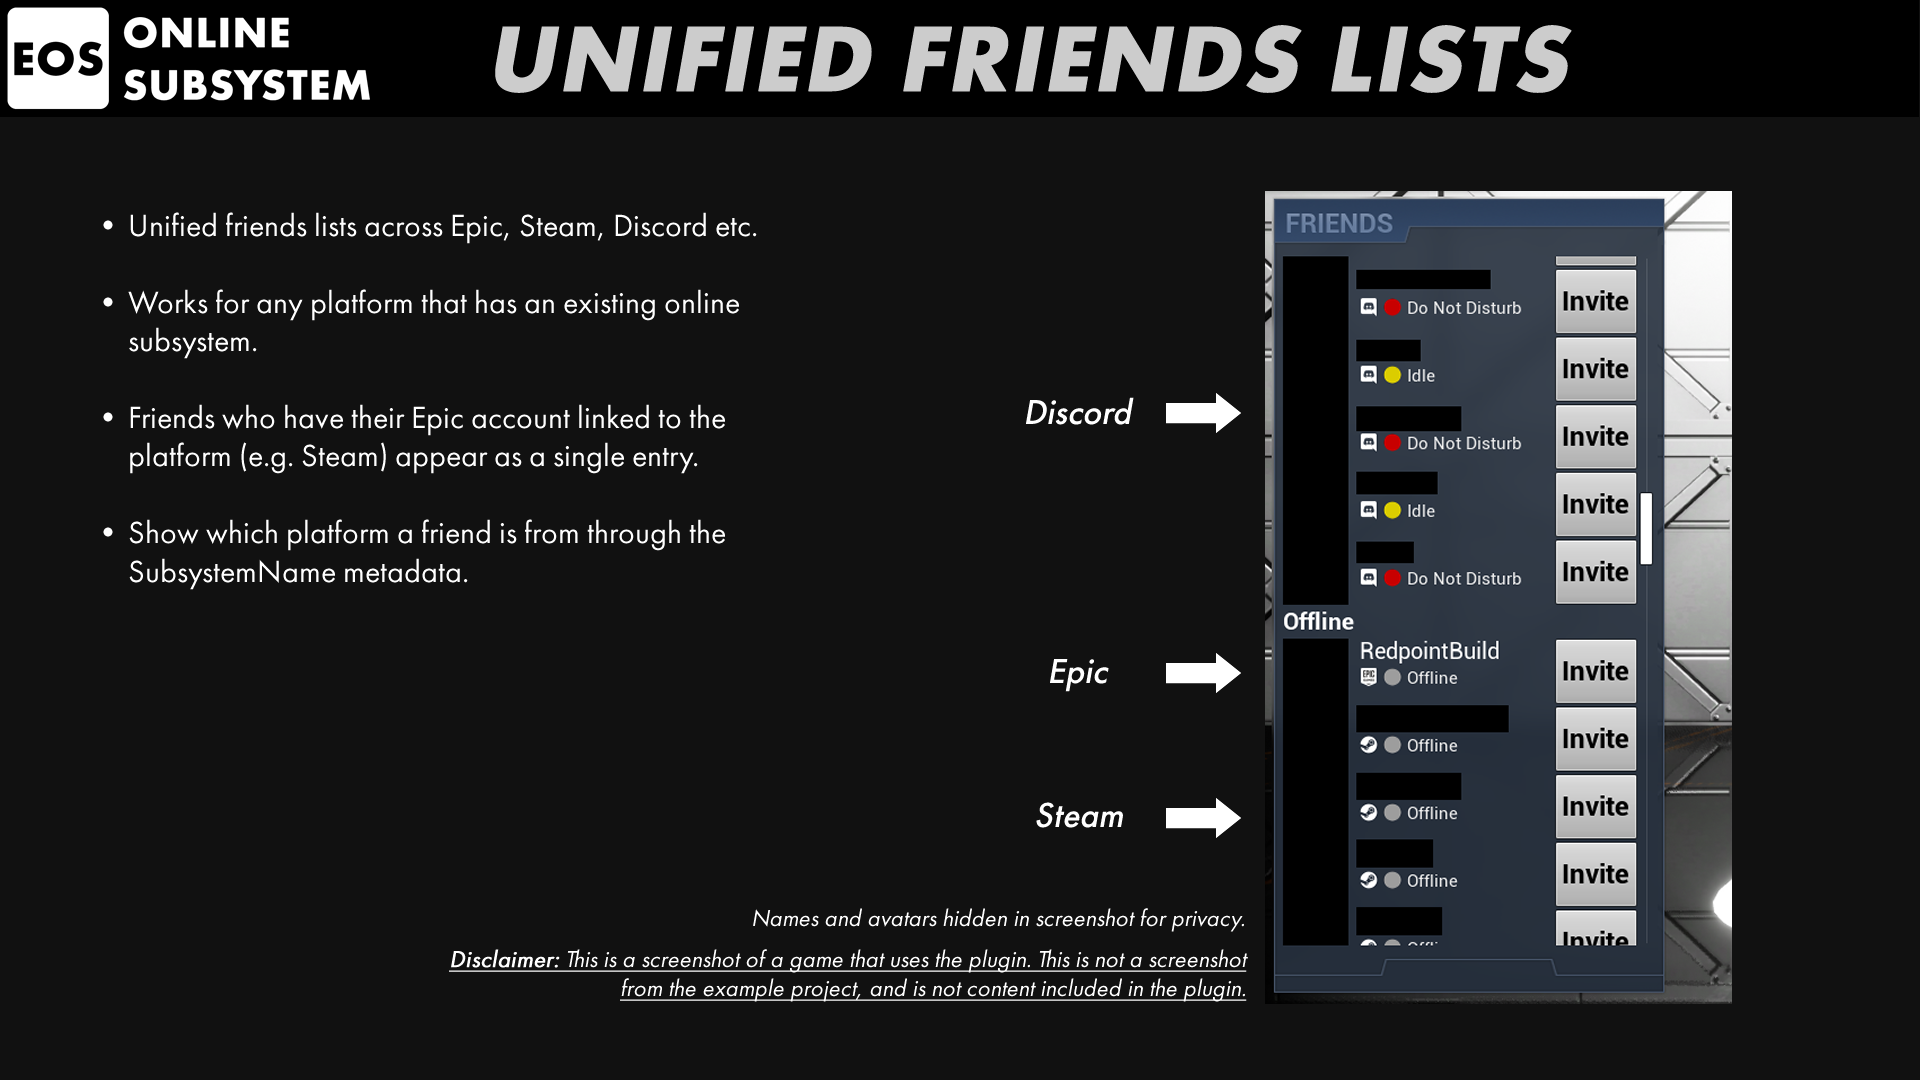 EOS
ONLINE
SUBSYSTEM
UNIFIED FRIENDS LISTS
• Unified friends lists across Epic, Steam, Discord etc.
• Works for any platform that has an existing online
subsystem.
• Friends who have their Epic account linked to the
platform (e.g. Steam) appear as a single entry.
• Show which platform a friend is from through the
SubsystemName metadata.
Discord
Epic
Steam
Names and avatars hidden in screenshot for privacy.
Disclaimer: This is a screenshot of a game that uses the plugin. This is not a screenshot
from the example project, and is not content included in the plugin.
FRIENDS
Do Not Disturb
Invite
Idle
Invite
Do Not Disturb
Invite
Idle
Invite
Do Not Disturb
Invite
Offline
RedpointBuild
EPIC
Offline
Invite
Offline
Invite
Offline
Invite
Offline
Invite
Offline
Invite